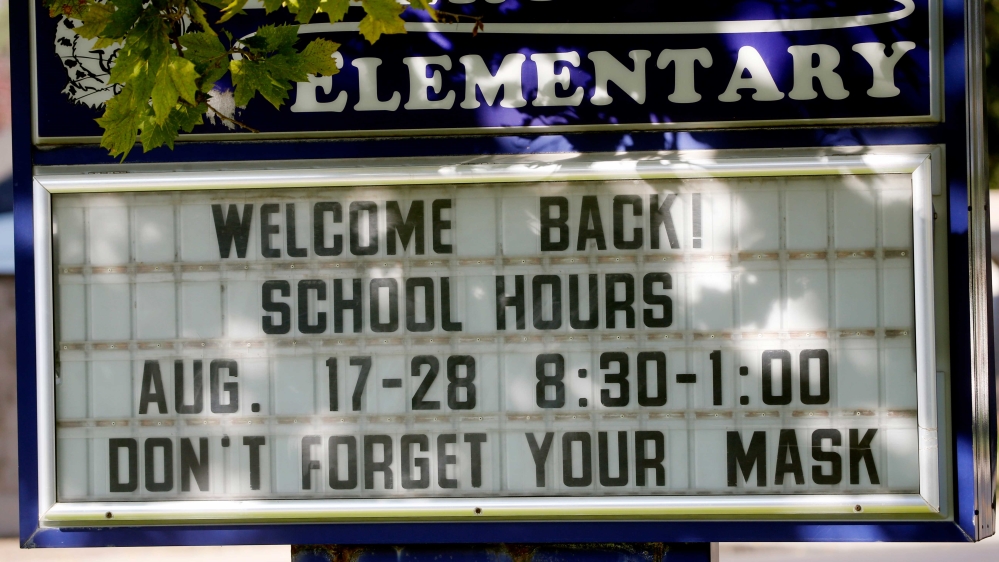 ELEMENTARY
WELCOME BACK!
SCHOOL HOURS
AUG. 17-28 8:30-1:00
DON'T FORGET YOUR MASK